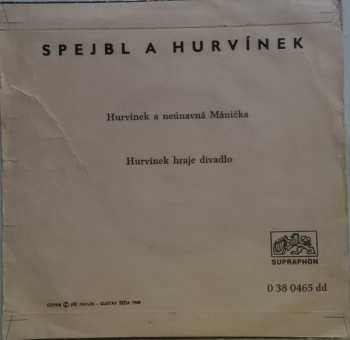 SPEJBL A HURVÍNEK
Hurvínek a neúnavná Mánička
Hurvínek hraje divadlo
SUPRAPHON
0 38 0465 dd